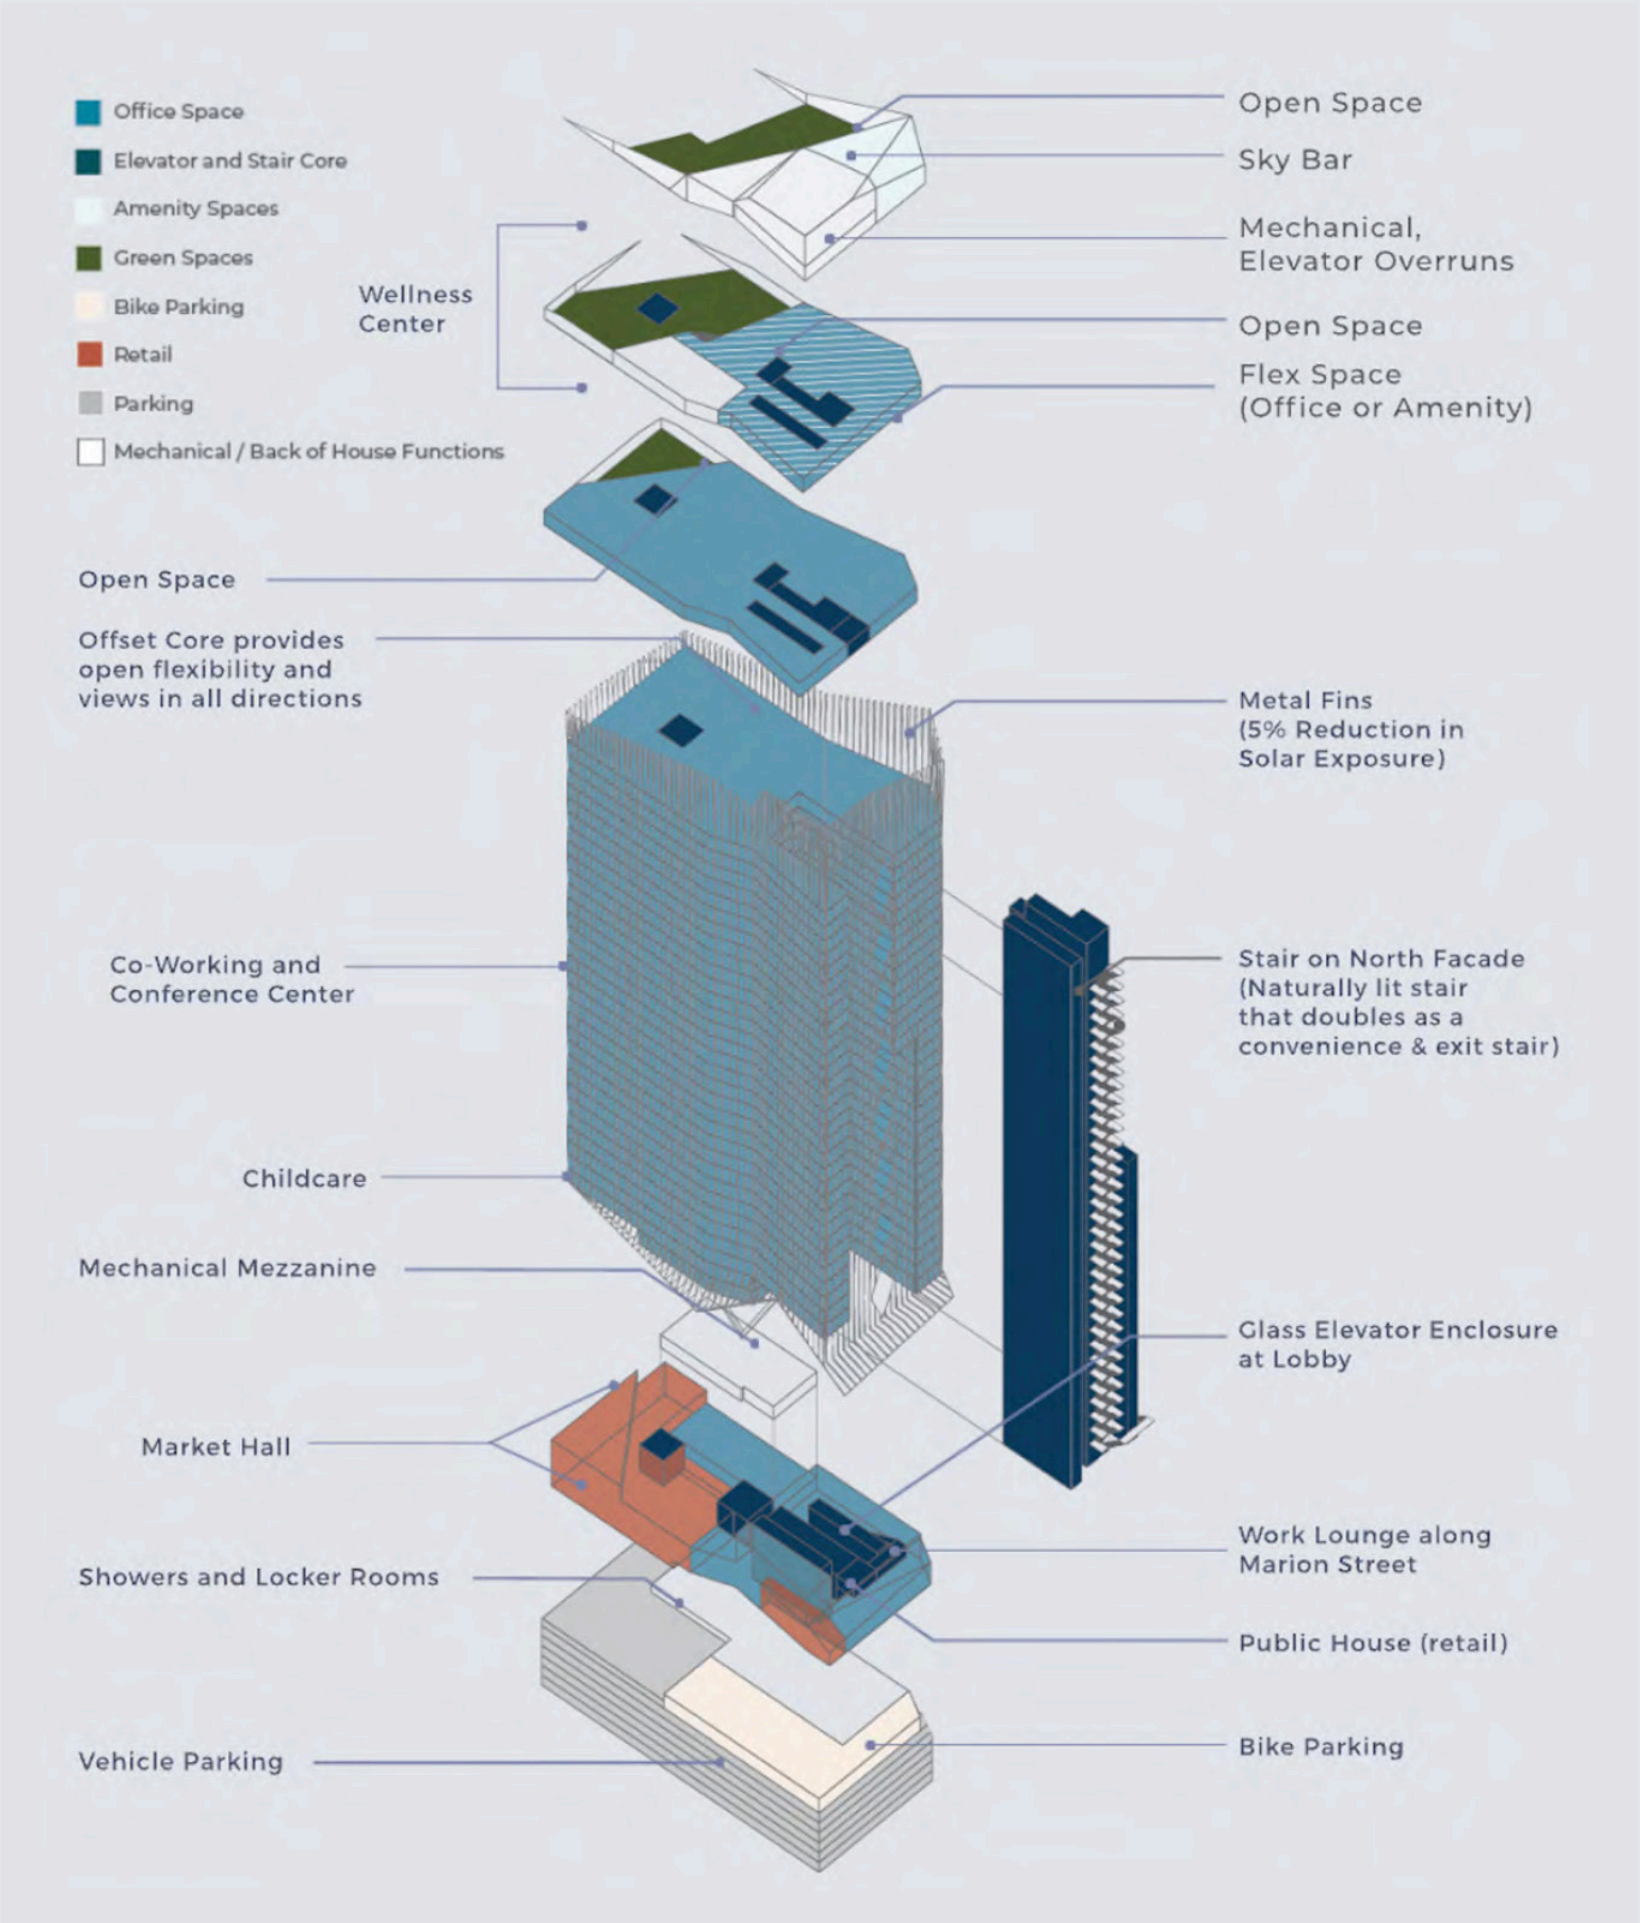 Office Space
Elevator and Stair Core
Amenity Spaces
Green Spaces
Bike Parking
Retail
Parking
Mechanical / Back of House Functions
Open Space
Sky Bar
Mechanical,
Elevator Overruns
Wellness
Center
Open Space
Flex Space
(Office or Amenity)
Open Space
Offset Core provides
open flexibility and
views in all directions
Metal Fins
(5% Reduction in
Solar Exposure)
Co-Working and
Conference Center
Stair on North Facade
(Naturally lit stair
that doubles as a
convenience & exit stair)
Childcare
Mechanical Mezzanine
Glass Elevator Enclosure
at Lobby
Market Hall
Work Lounge along
Marion Street
Showers and Locker Rooms
Public House (retail)
Vehicle Parking
Bike Parking